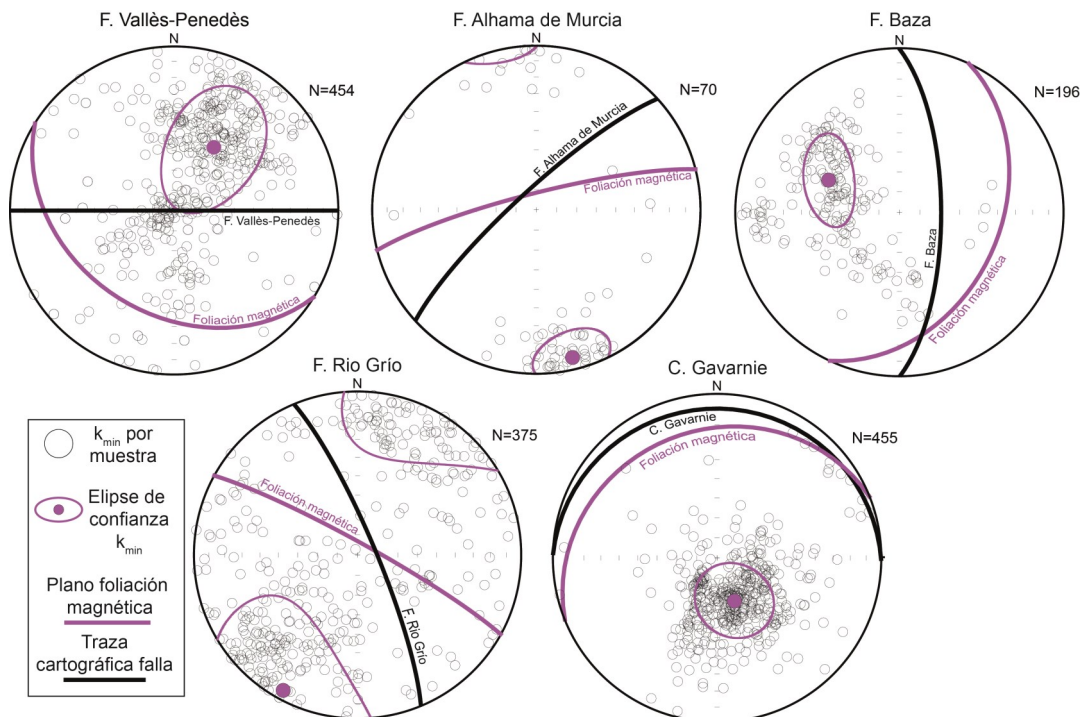 F. Vallès-Penedès
N
N=454
F. Vallès-Penedès
Foliación magnética
F. Alhama de Murcia
N
N=70
F. Alhama de Murcia
Foliación magnética
F. Baza
N
N=196
F. Baza
Foliación magnética
F. Rio Grío
N
N=375
Foliación magnética
F. Río Grío
C. Gavarnie
N
N=455
C. Gavarnie
Foliación magnética
kmin por
muestra
Elipse de
confianza
kmin
Plano foliación
magnética
Traza
cartográfica falla